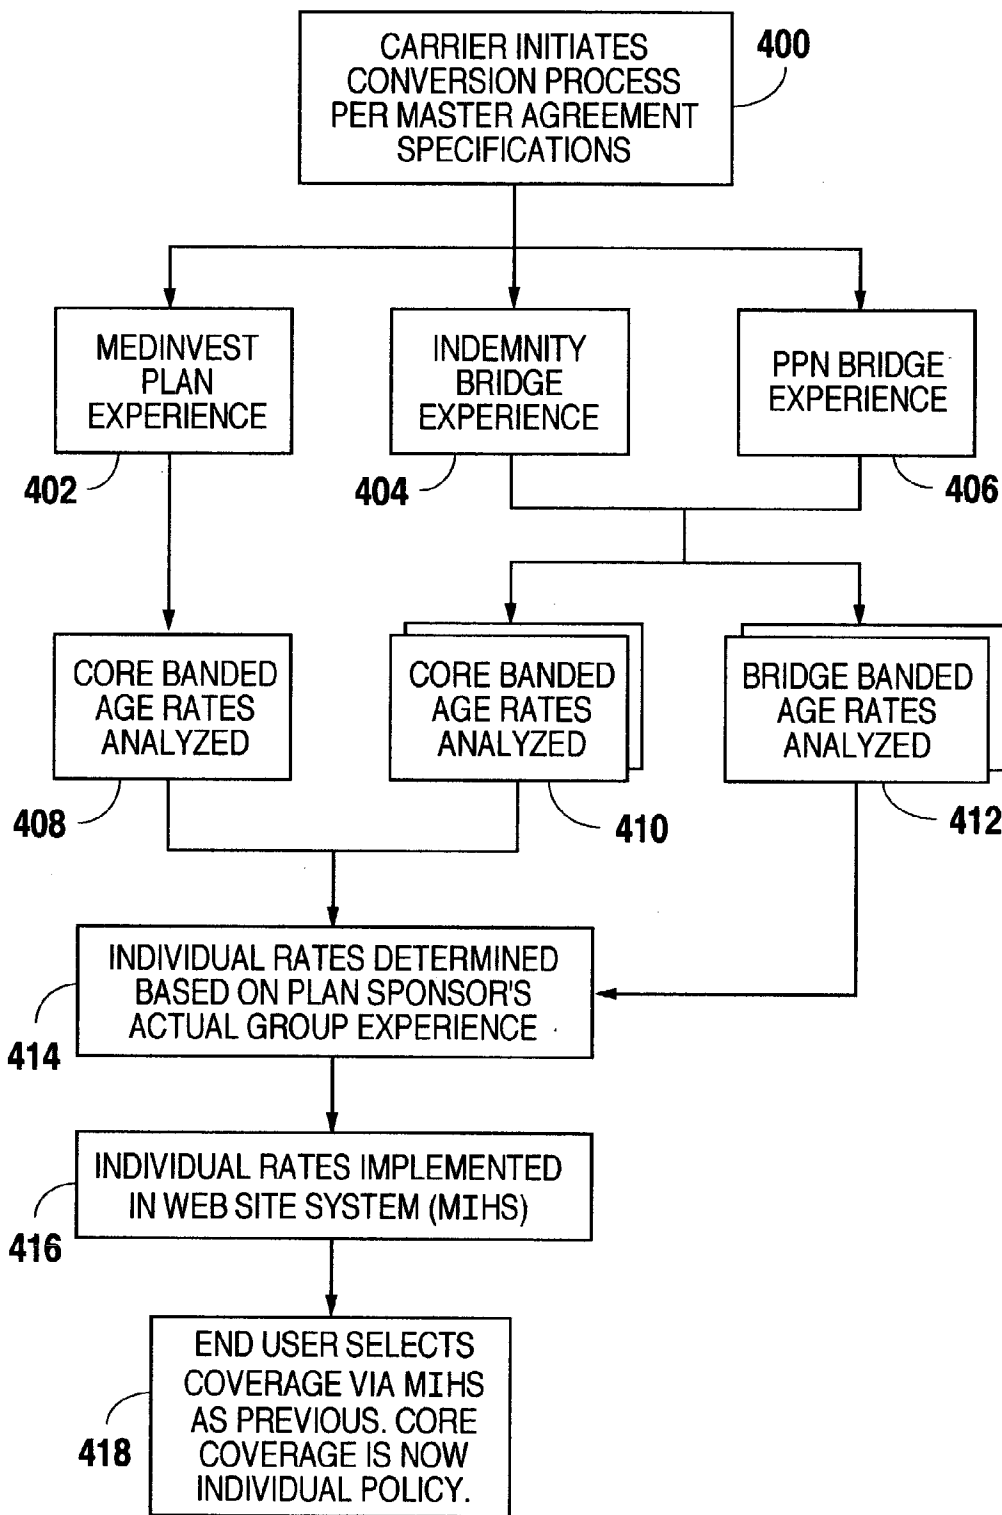 CARRIER INITIATES
CONVERSION PROCESS
PER MASTER AGREEMENT
SPECIFICATIONS
400
MEDINVEST
PLAN
EXPERIENCE
402
INDEMNITY
BRIDGE
EXPERIENCE
404
PPN BRIDGE
EXPERIENCE
406
CORE BANDED
AGE RATES
ANALYZED
408
CORE BANDED
AGE RATES
ANALYZED
410
BRIDGE BANDED
AGE RATES
ANALYZED
412
INDIVIDUAL RATES DETERMINED
BASED ON PLAN SPONSOR'S
ACTUAL GROUP EXPERIENCE
414
INDIVIDUAL RATES IMPLEMENTED
IN WEB SITE SYSTEM (MIHS)
416
END USER SELECTS
COVERAGE VIA MIHS
AS PREVIOUS. CORE
COVERAGE IS NOW
INDIVIDUAL POLICY.
418